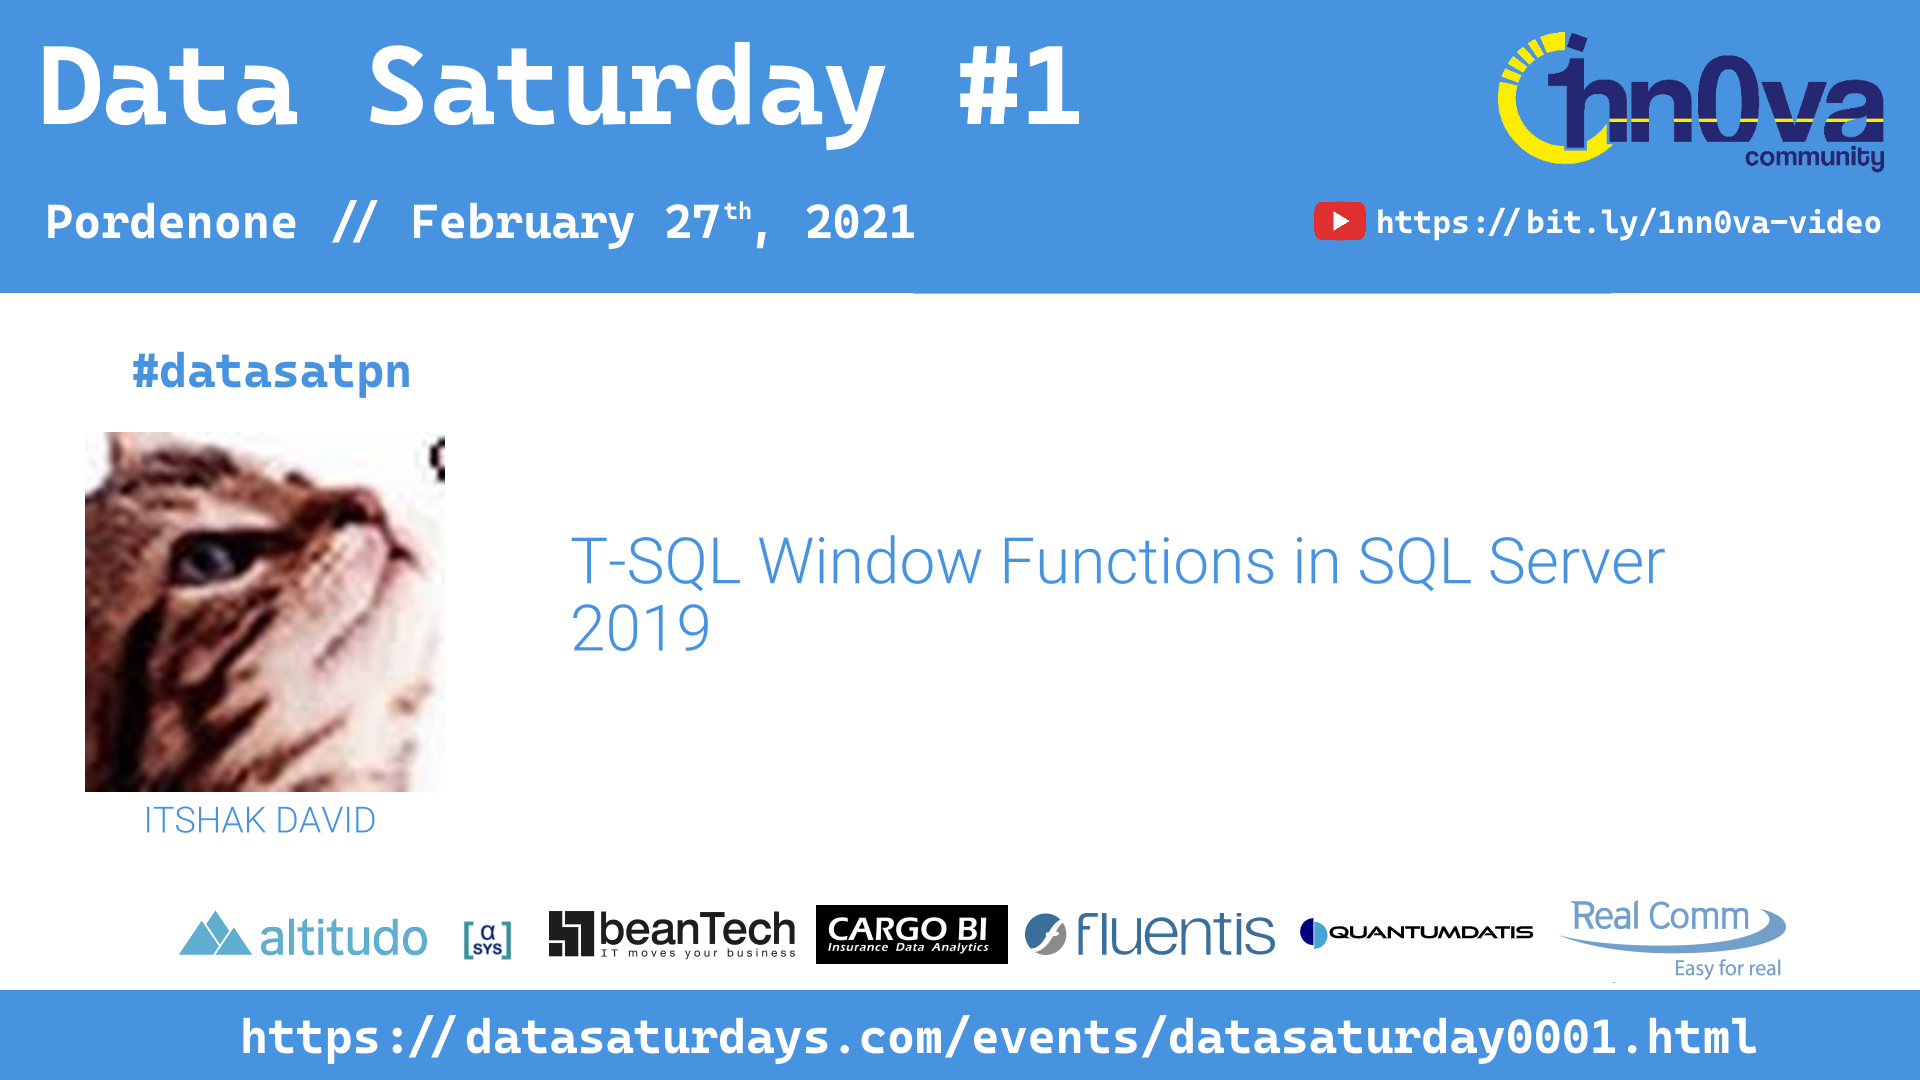 Data Saturday #1
1nn0va
community
Pordenone // February 27th, 2021
https://bit.ly/1nn0va-video
#datasatpn
T-SQL Window Functions in SQL Server
2019
ITSHAK DAVID
altitudo
[α SYS]
beanTech
IT moves your business
CARGO BI
Insurance Data Analytics
fluentis
QUANTUMDATIS
Real Comm
Easy for real
https://datasaturdays.com/events/datasaturday0001.html